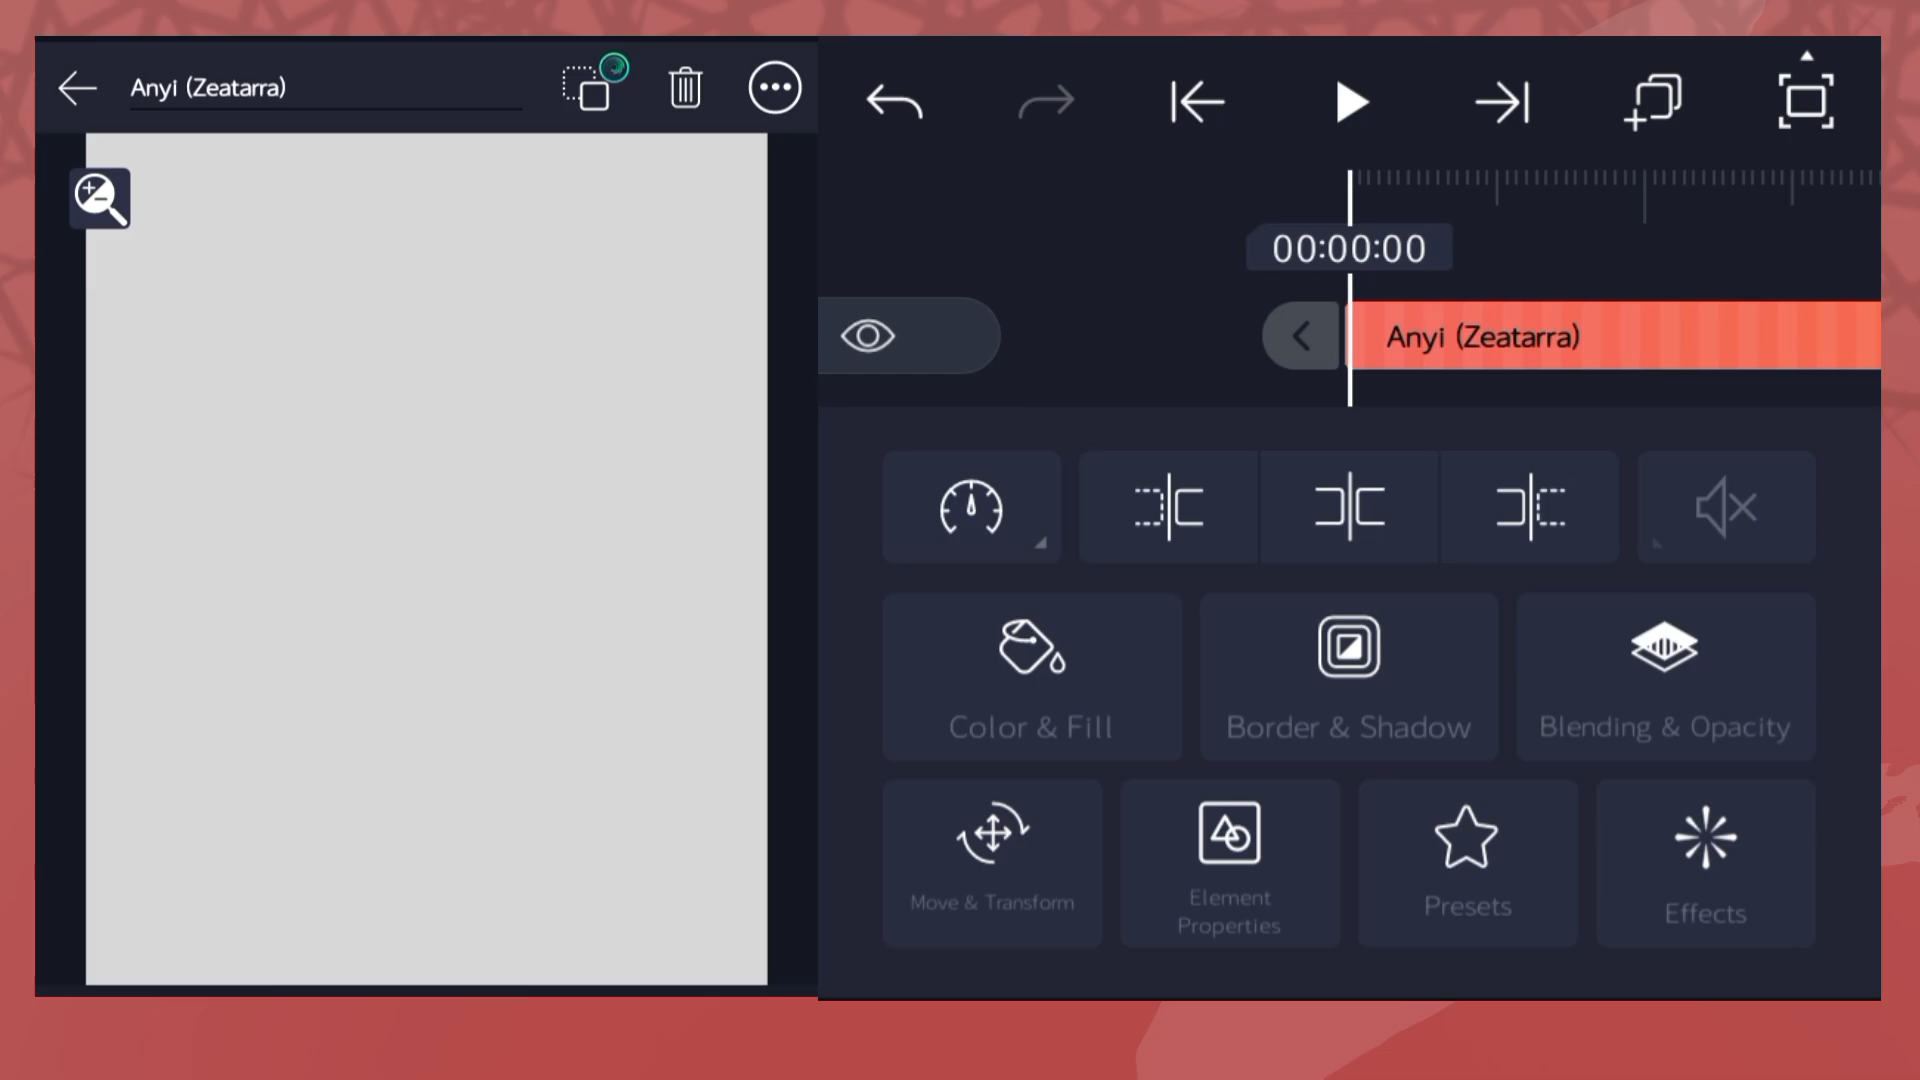 Anyi (Zeatarra)
00:00:00
Anyi (Zeatarra)
Color & Fill
Border & Shadow
Blending & Opacity
Move & Transform
Element
Properties
Presets
Effects